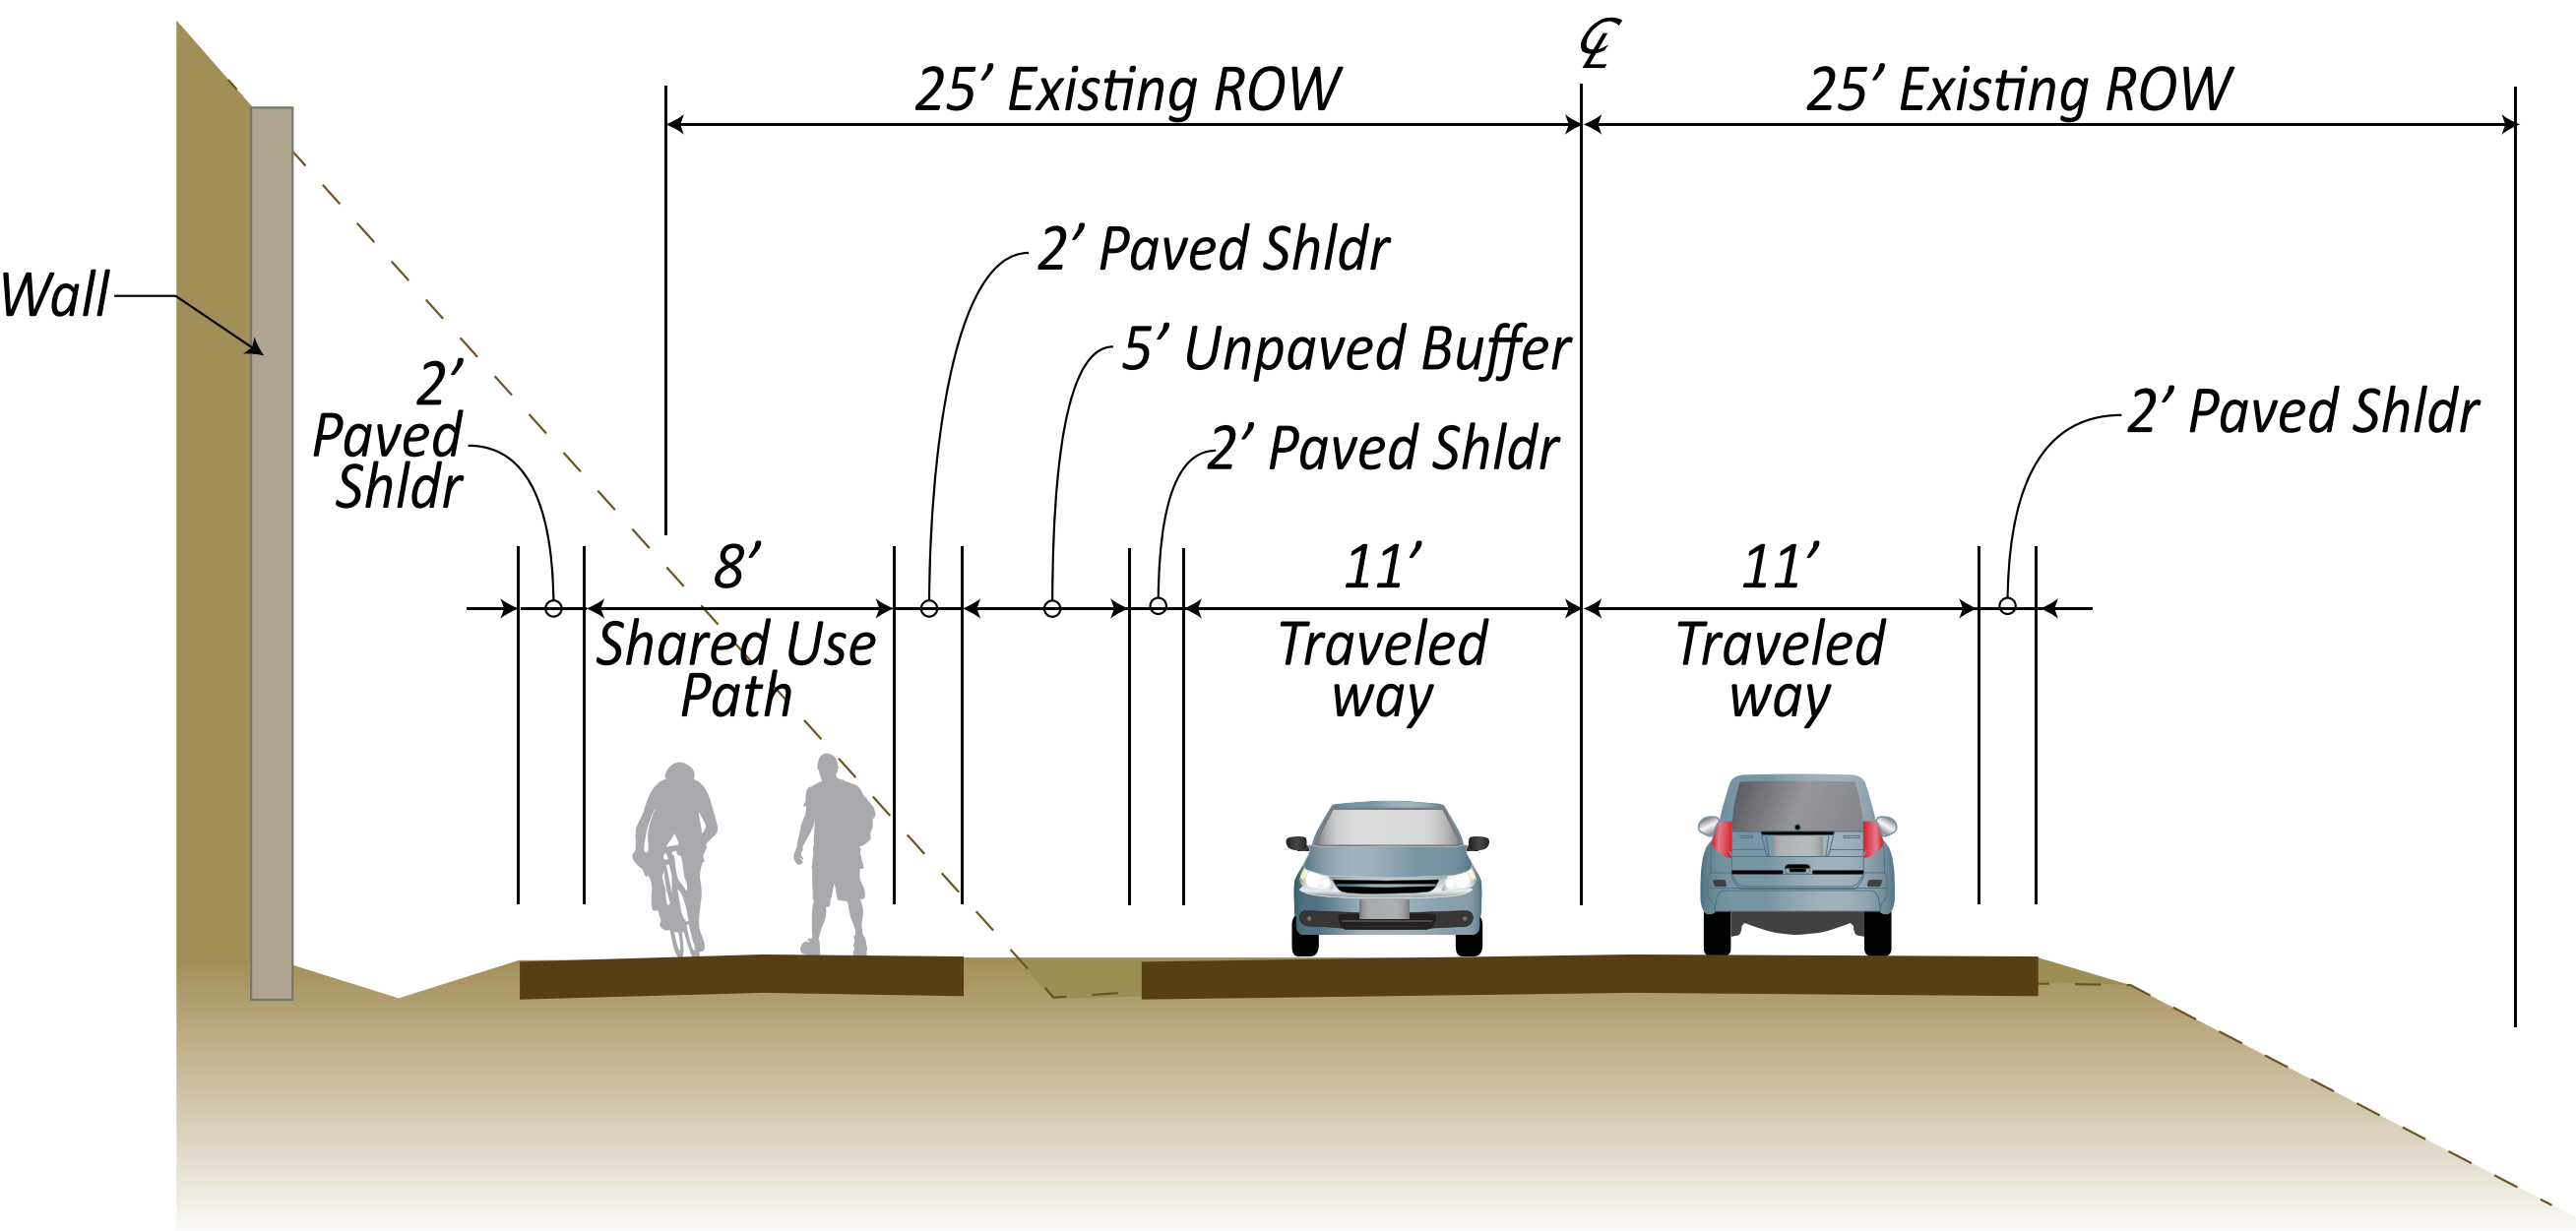 ℄
25’ Existing ROW
25’ Existing ROW
2’ Paved Shldr
Wall
5’ Unpaved Buffer
2’
Paved
Shldr
2’ Paved Shldr
2’ Paved Shldr
8’
Shared Use
Path
11’
Traveled
way
11’
Traveled
way